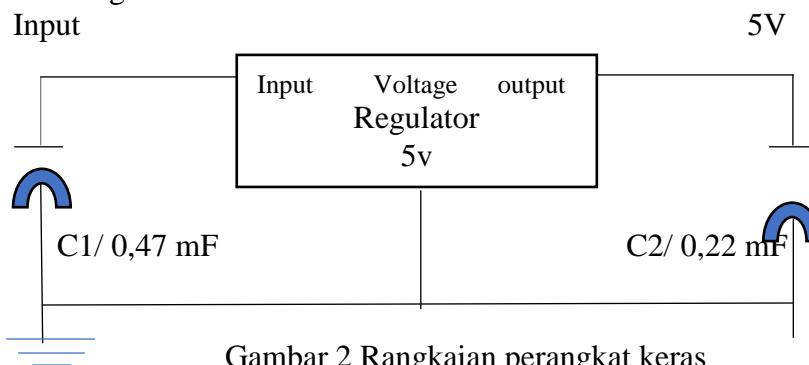 Input 5V
Input Voltage output
Regulator
5v
C1/ 0,47 mF C2/ 0,22 mF
Gambar 2 Rangkaian perangkat keras